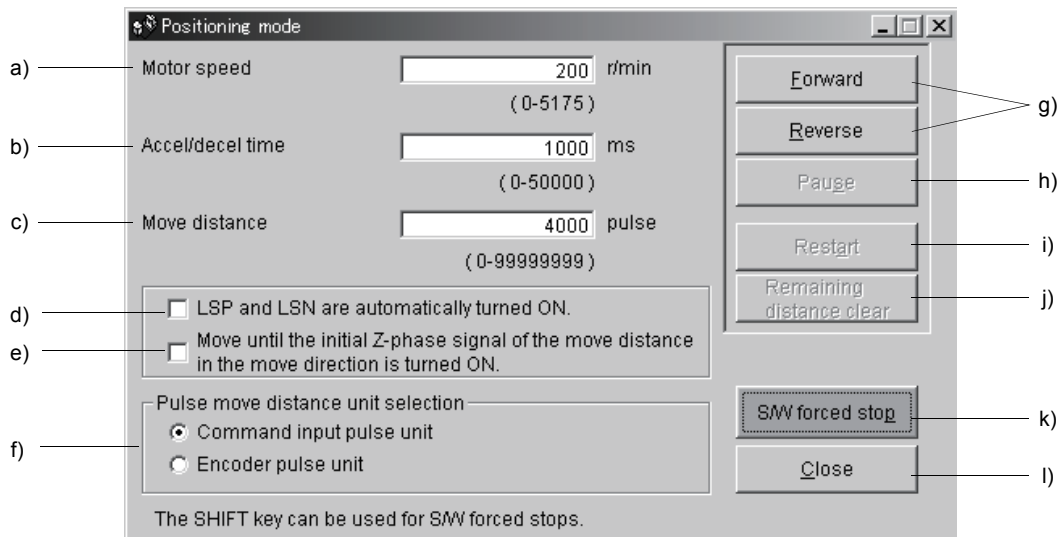 Positioning mode
a)
Motor speed
200
r/min
(0-5175)
b)
Accel/decel time
1000
ms
(0-50000)
c)
Move distance
4000
pulse
(0-99999999)
d)
LSP and LSN are automatically turned ON.
e)
Move until the initial Z-phase signal of the move distance
in the move direction is turned ON.
f)
Pulse move distance unit selection
Command input pulse unit
Encoder pulse unit
The SHIFT key can be used for S/W forced stops.
Forward
g)
Reverse
Pause
h)
Restart
i)
Remaining
distance clear
j)
S/W forced stop
k)
Close
l)